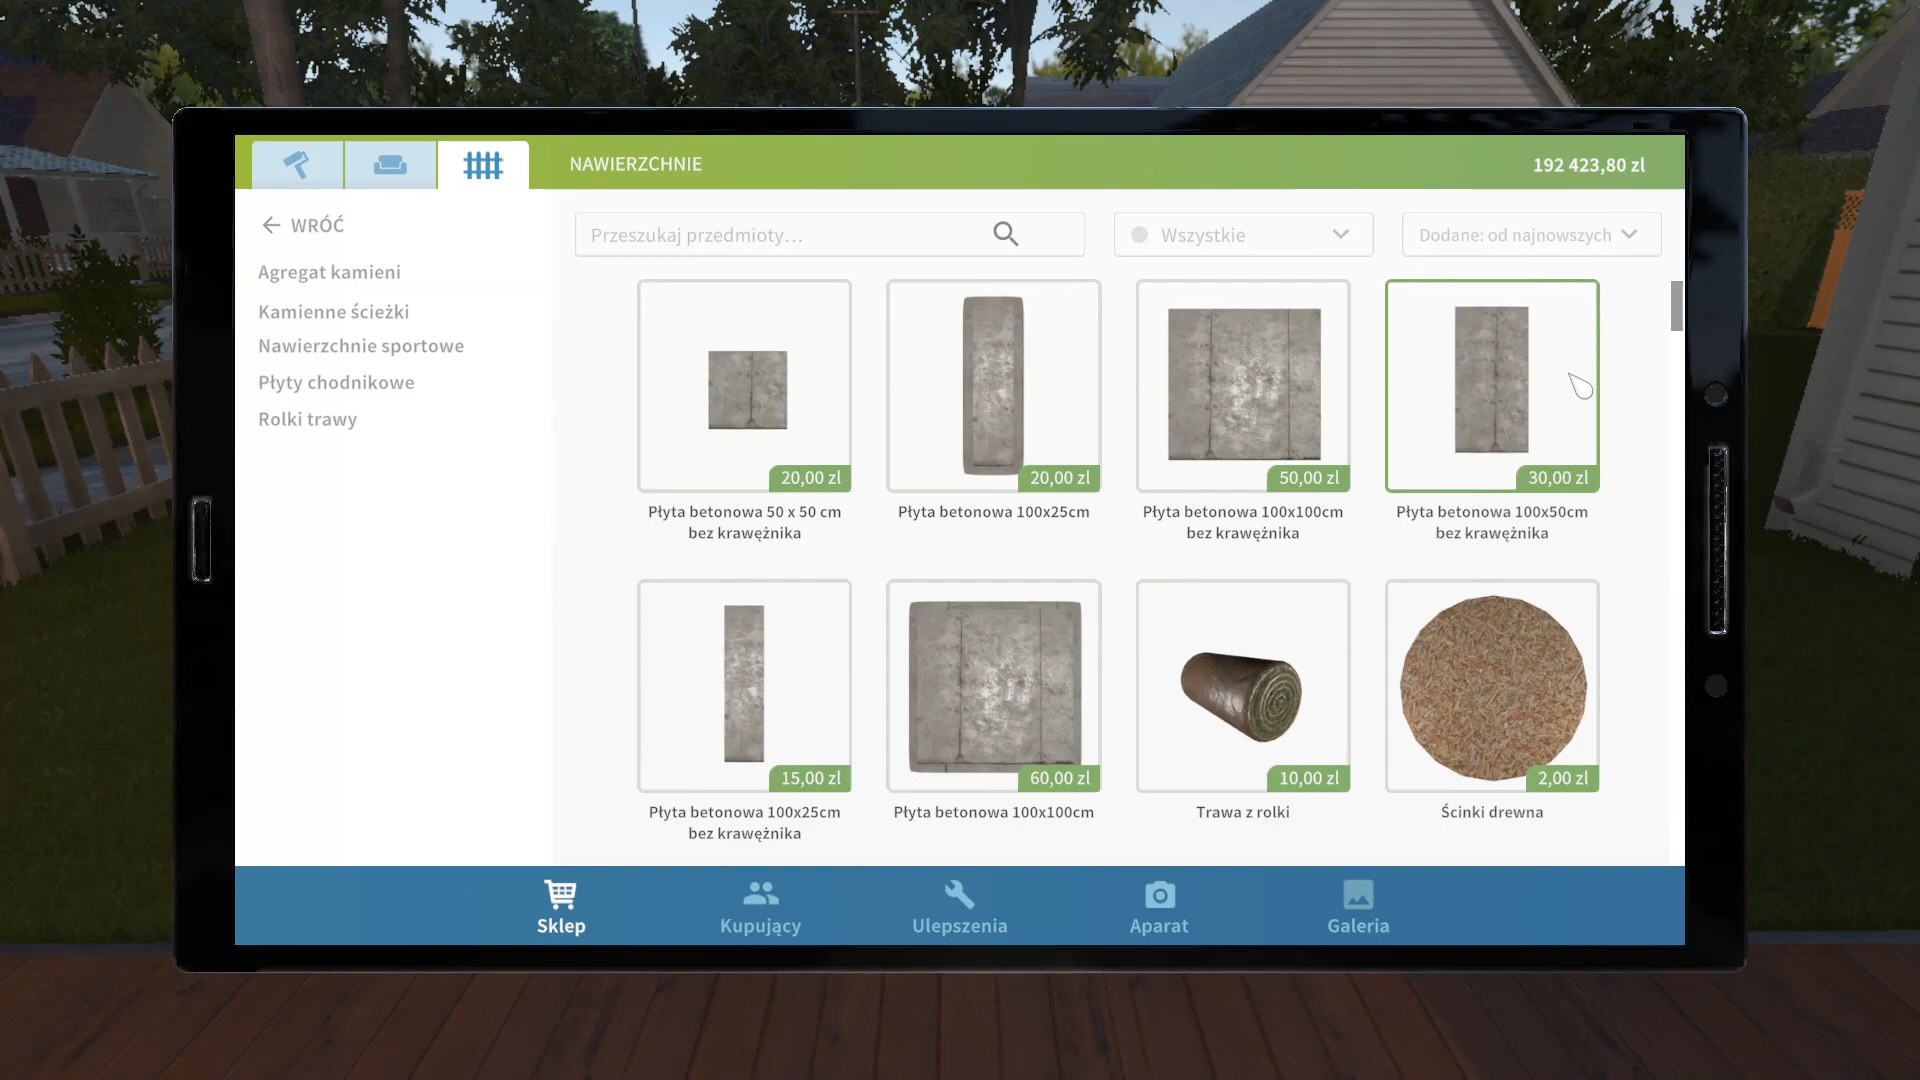 NAWIERZCHNIE
192 423,80 zl
WRÓĆ
Agregat kamieni
Kamienne ścieżki
Nawierzchnie sportowe
Płyty chodnikowe
Rolki trawy
Przeszukaj przedmioty...
Wszystkie
Dodane: od najnowszych
20,00 zl
20,00 zl
50,00 zl
30,00 zl
Płyta betonowa 50 x 50 cm
bez krawężnika
Płyta betonowa 100x25cm
Płyta betonowa 100x100cm
bez krawężnika
Płyta betonowa 100x50cm
bez krawężnika
15,00 zl
60,00 zl
10,00 zl
2,00 zl
Płyta betonowa 100x25cm
bez krawężnika
Płyta betonowa 100x100cm
Trawa z rolki
Ścinki drewna
Sklep
Kupujący
Ulepszenia
Aparat
Galeria